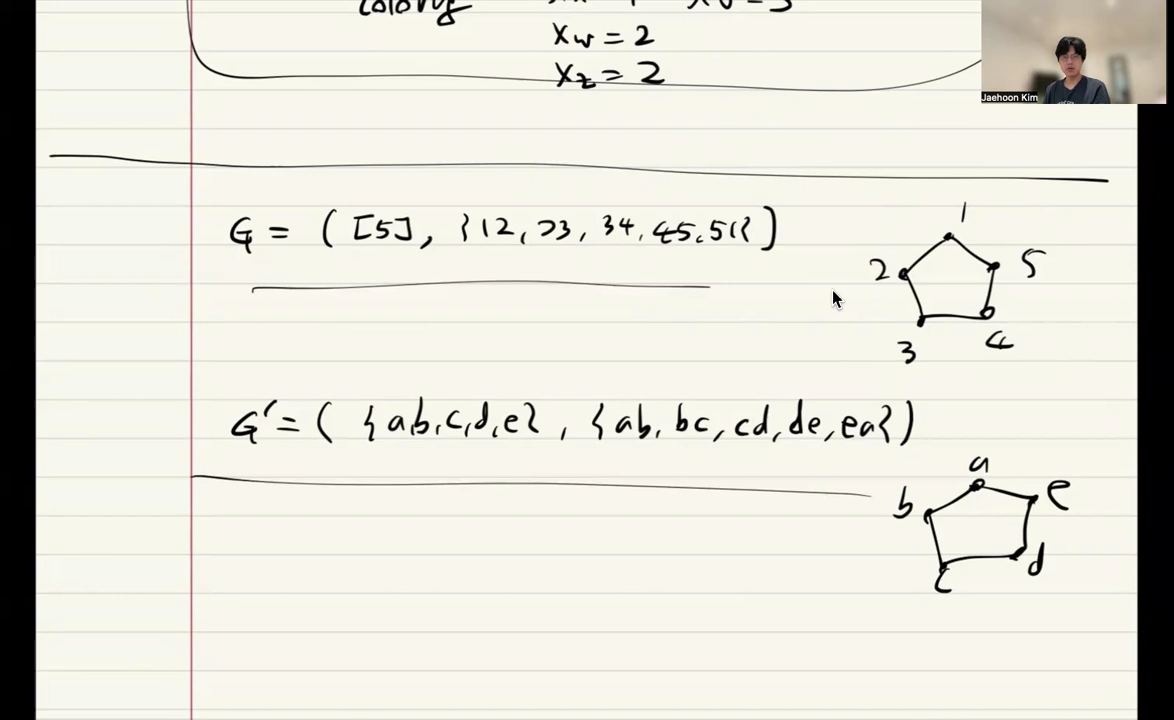 coloring
x_w = 2
x_z = 2
Jaehoon Kim
G = ( [5], {12, 23, 34, 45, 51} )
1
2
5
3
4
G' = ( {a,b,c,d,e} , {ab, bc, cd, de, ea} )
a
b
e
c
d